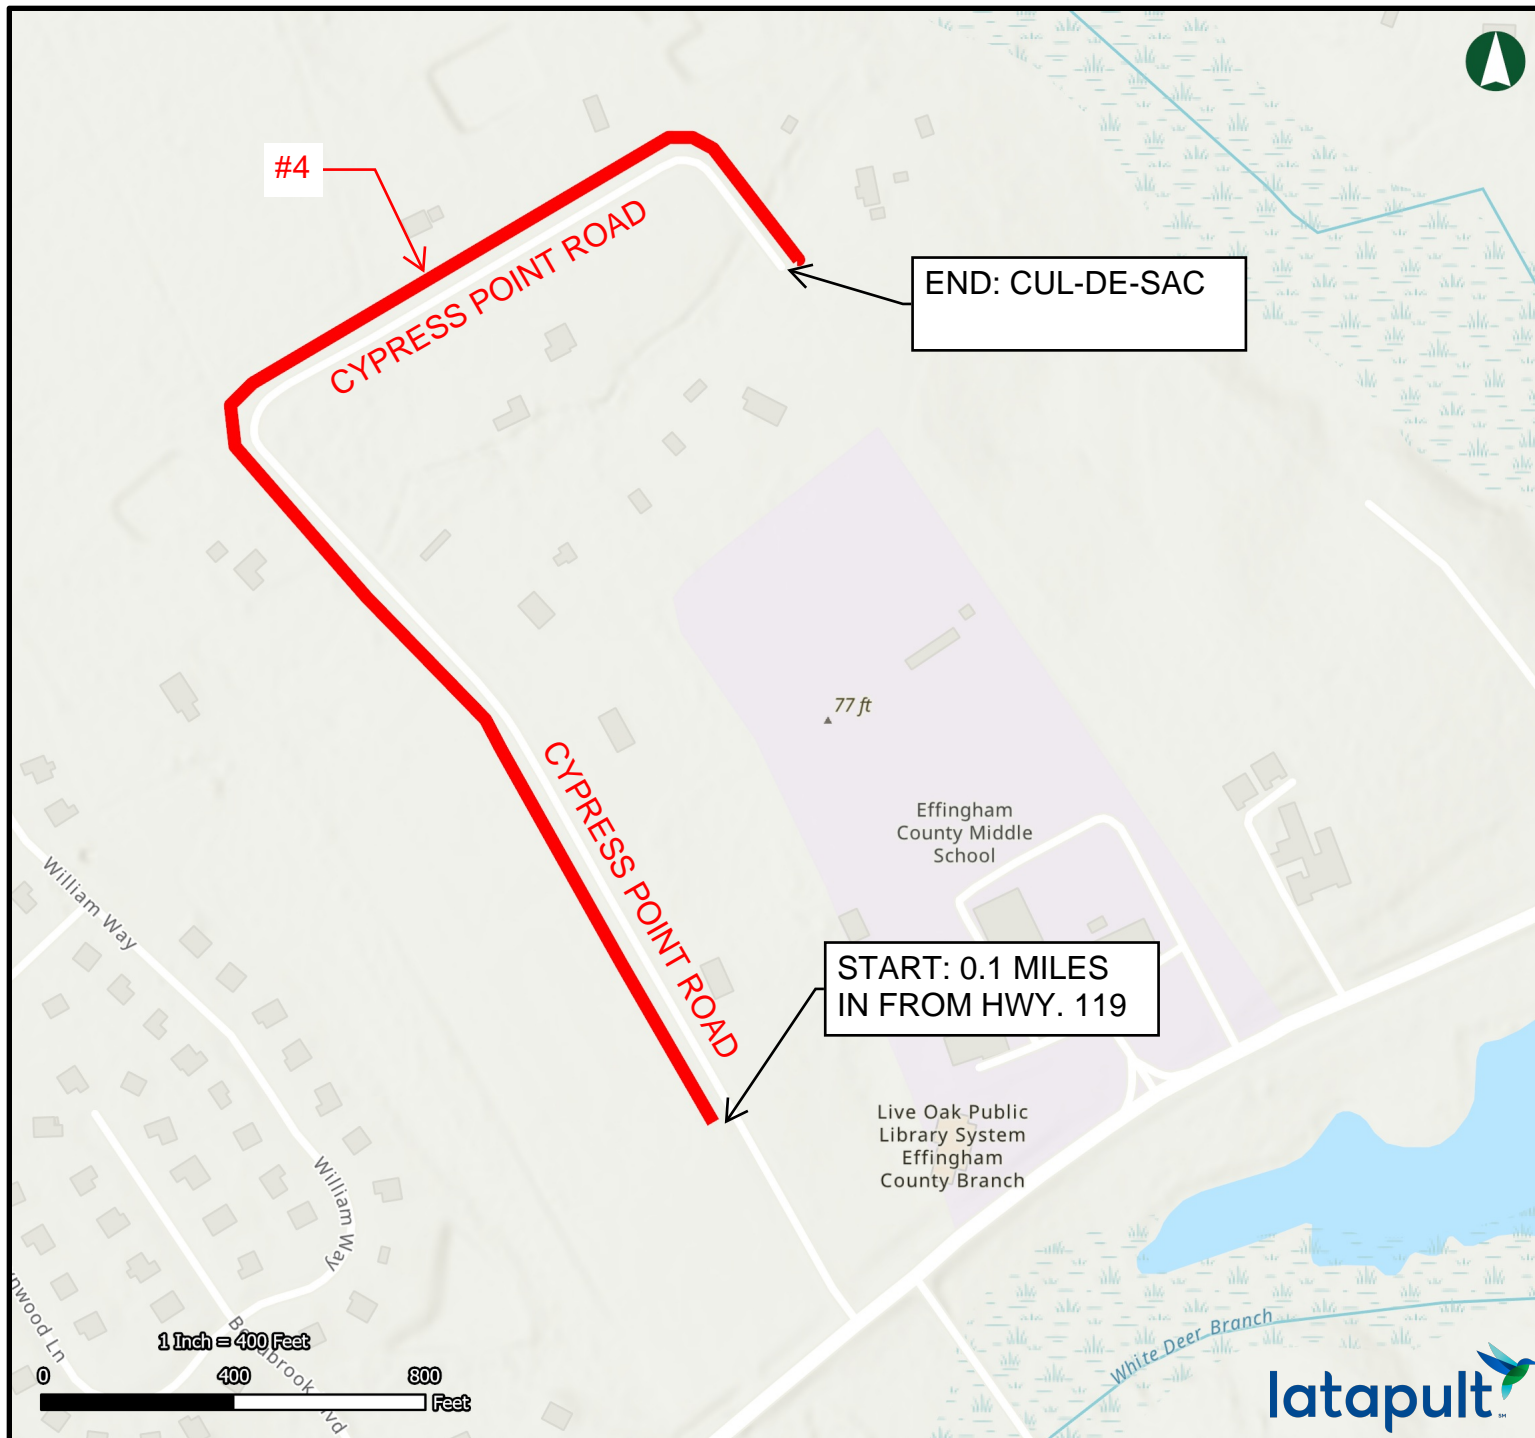 #4
CYPRESS POINT ROAD
END: CUL-DE-SAC
77 ft
Effingham
County Middle
School
CYPRESS POINT ROAD
START: 0.1 MILES
IN FROM HWY. 119
William Way
Live Oak Public
Library System
Effingham
County Branch
William Way
White Deer Branch
1 Inch = 400 Feet
0 400 800
Feet
latapult
SM